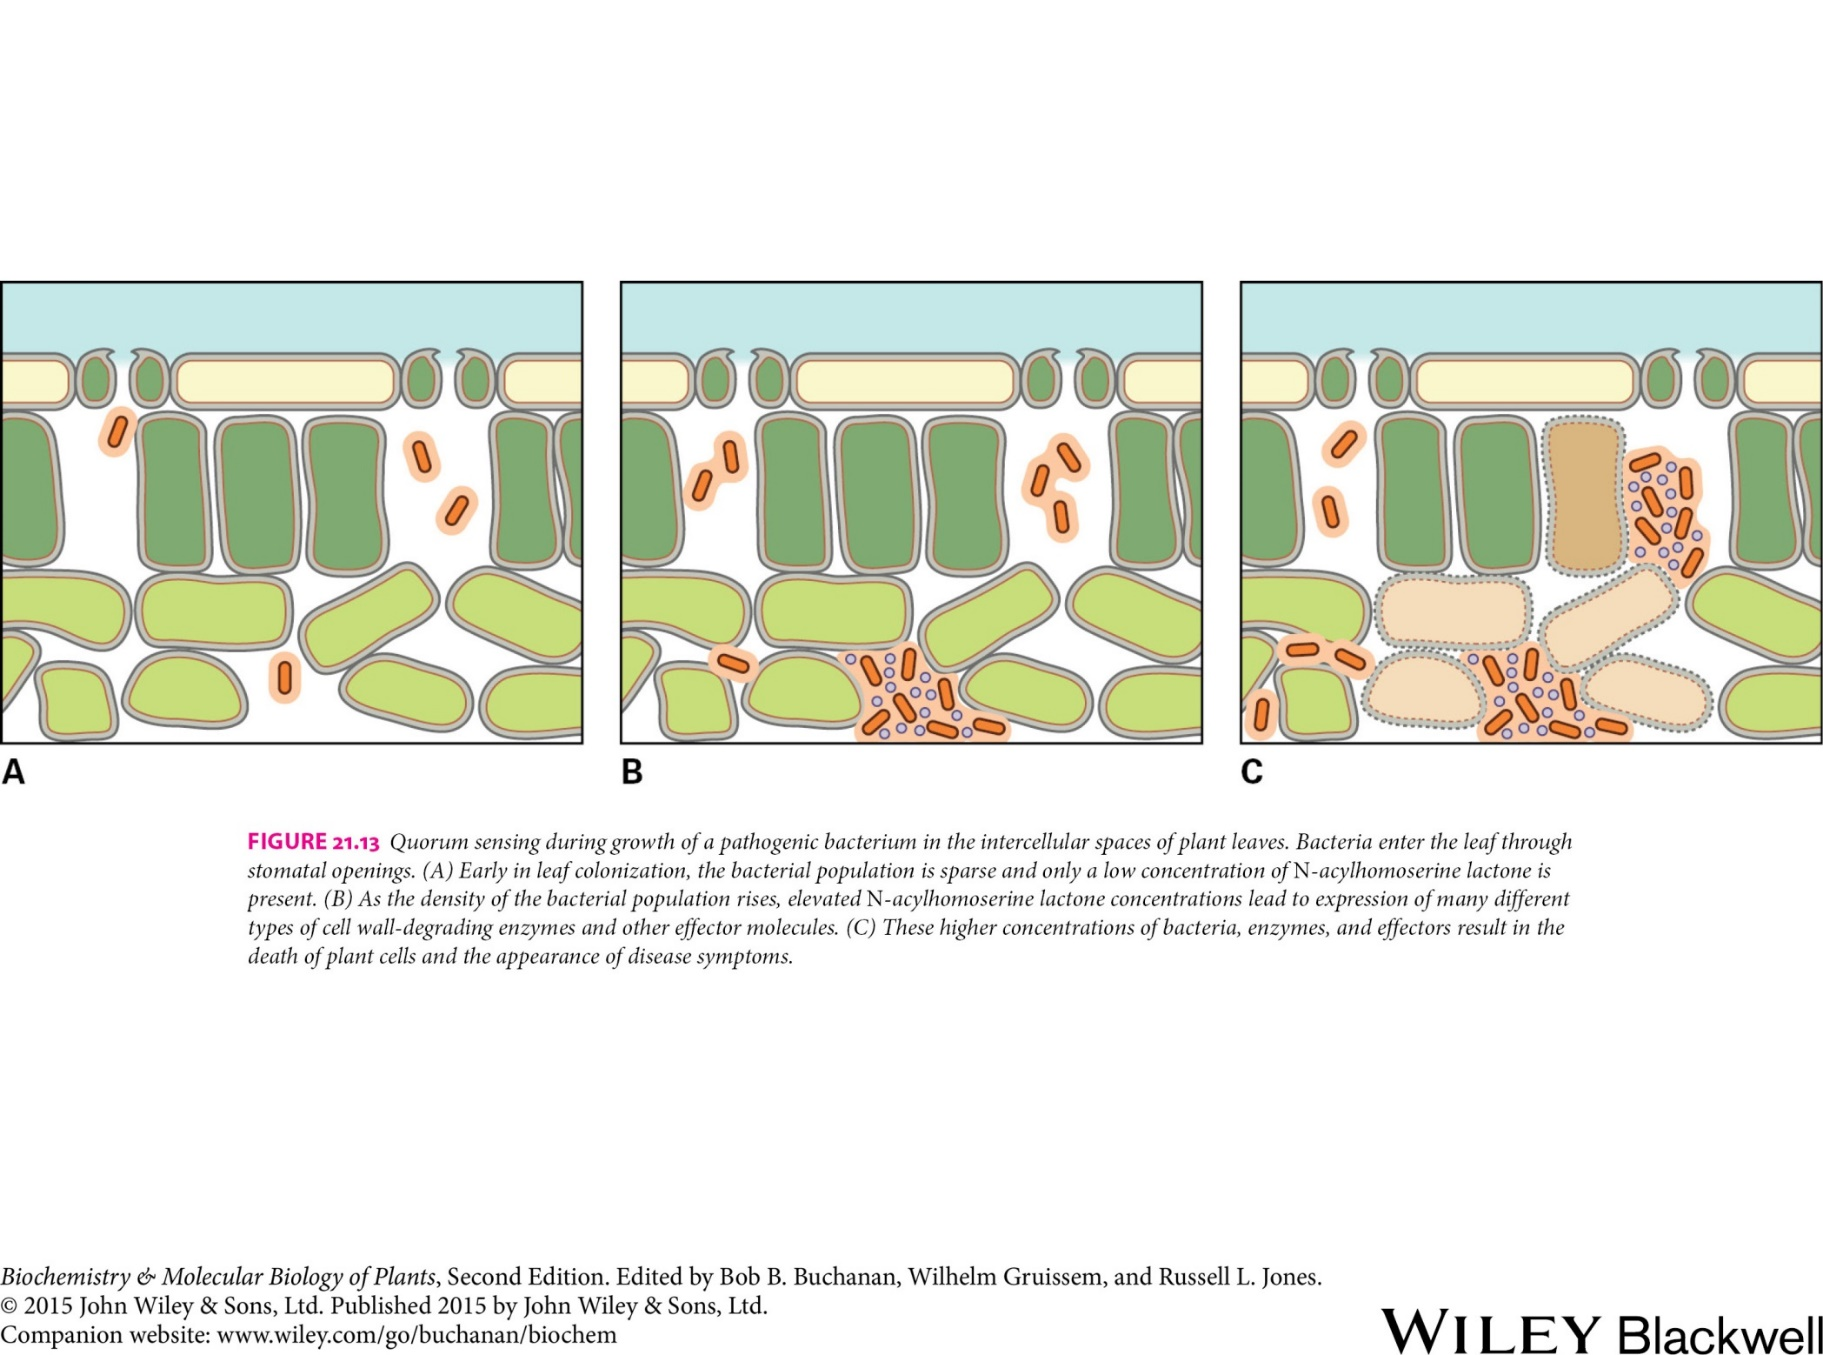 A
B
C
FIGURE 21.13 Quorum sensing during growth of a pathogenic bacterium in the intercellular spaces of plant leaves. Bacteria enter the leaf through
stomatal openings. (A) Early in leaf colonization, the bacterial population is sparse and only a low concentration of N-acylhomoserine lactone is
present. (B) As the density of the bacterial population rises, elevated N-acylhomoserine lactone concentrations lead to expression of many different
types of cell wall-degrading enzymes and other effector molecules. (C) These higher concentrations of bacteria, enzymes, and effectors result in the
death of plant cells and the appearance of disease symptoms.
Biochemistry & Molecular Biology of Plants, Second Edition. Edited by Bob B. Buchanan, Wilhelm Gruissem, and Russell L. Jones.
© 2015 John Wiley & Sons, Ltd. Published 2015 by John Wiley & Sons, Ltd.
Companion website: www.wiley.com/go/buchanan/biochem
WILEY Blackwell